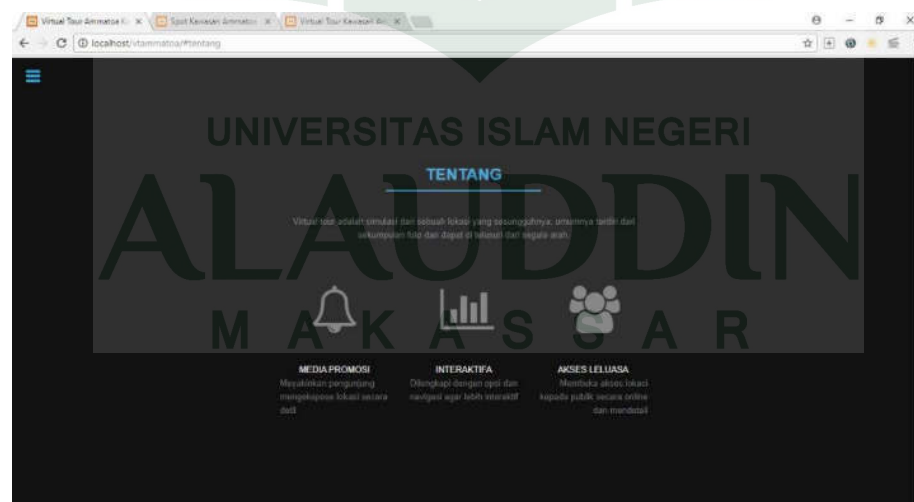 Virtual Tour Ammatoa K
Spot Kawasan Ammatoa
Virtual Tour Kawasan
localhost/vtammatoa/#tentang
UNIVERSITAS ISLAM NEGERI
ALAUDDIN
MAKASSAR
TENTANG
Virtual tour adalah simulasi dari sebuah lokasi yang sesungguhnya, umumnya terdiri dari
sekumpulan foto dan dapat di telusuri dari segala arah.
MEDIA PROMOSI
Meyakinkan pengunjung
mengekspose lokasi secara
INTERAKTIFA
Dilengkapi dengan opsi dan
navigasi agar lebih interaktif
AKSES LELUASA
Membuka akses lokasi
kepada publik secara online
dan mendetail